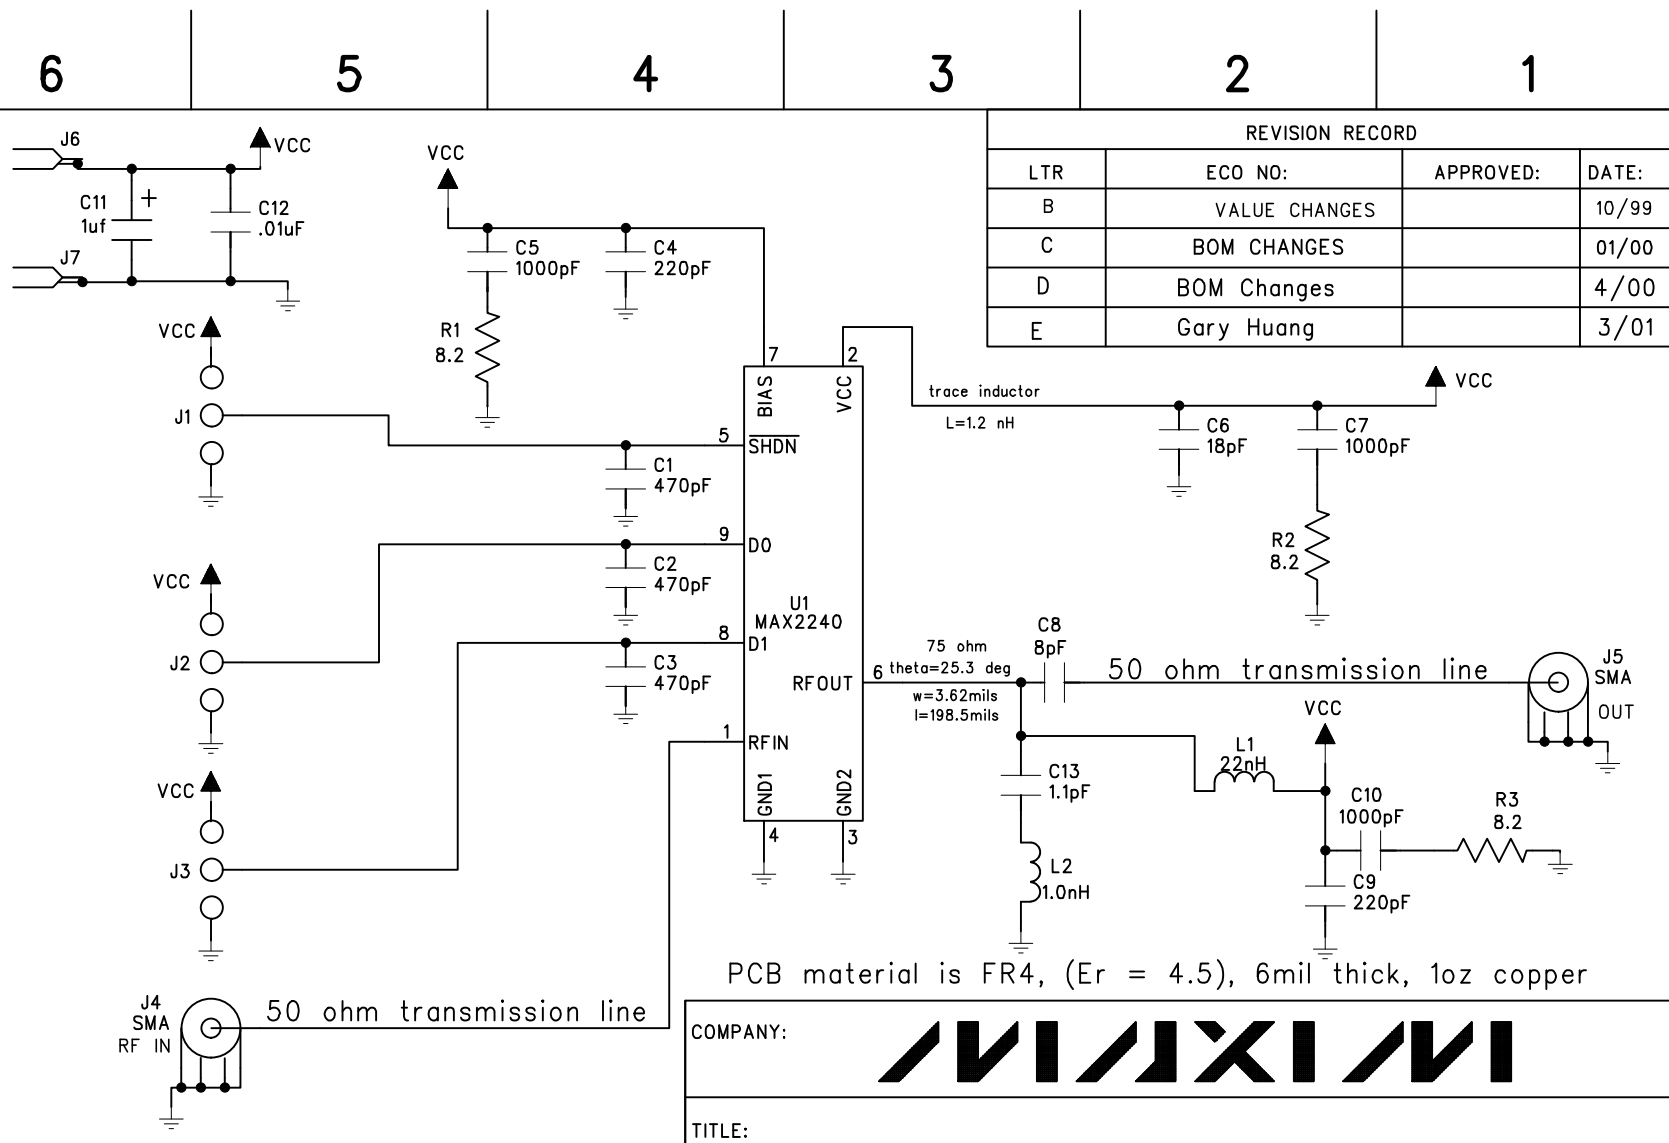 6 5 4 3 2 1
REVISION RECORD
LTR ECO NO: APPROVED: DATE:
B VALUE CHANGES 10/99
C BOM CHANGES 01/00
D BOM Changes 4/00
E Gary Huang 3/01
J6
VCC
C11
1uf
+
C12
.01uF
J7
VCC
C5
1000pF
C4
220pF
R1
8.2
VCC
J1
7
2
BIAS
VCC
trace inductor
L=1.2 nH
VCC
C6
18pF
C7
1000pF
R2
8.2
5
SHDN
C1
470pF
9
D0
C2
470pF
VCC
J2
U1
MAX2240
8
D1
C3
470pF
RFOUT
6
75 ohm
theta=25.3 deg
w=3.62mils
l=198.5mils
C8
8pF
50 ohm transmission line
J5
SMA
OUT
1
RFIN
VCC
L1
22nH
C13
1.1pF
C10
1000pF
R3
8.2
GND1
GND2
4
3
VCC
J3
L2
1.0nH
C9
220pF
PCB material is FR4, (Er = 4.5), 6mil thick, 1oz copper
J4
SMA
RF IN
50 ohm transmission line
COMPANY:
MAXIM
TITLE: